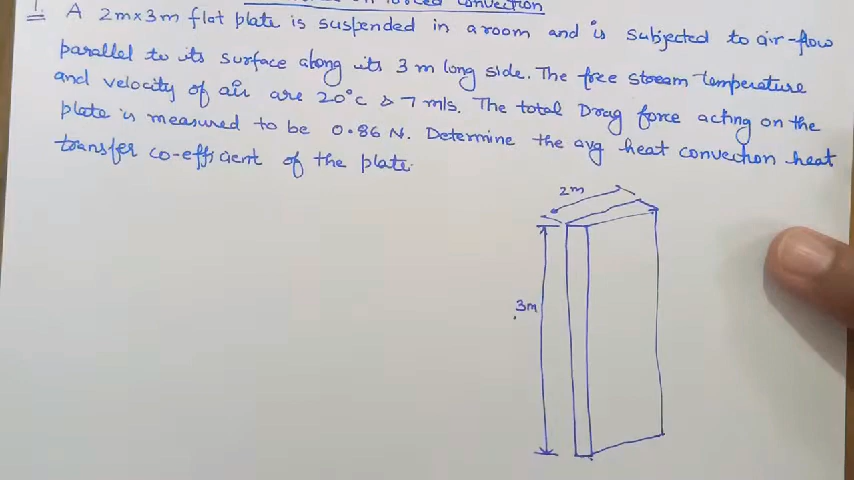 1. convection
A 2m×3m flat plate is suspended in a room and is subjected to air-flow
parallel to its surface along its 3 m long side. The free stream temperature
and velocity of air are 20°c & 7 m/s. The total Drag force acting on the
plate is measured to be 0.86 N. Determine the avg heat convection heat
transfer co-efficient of the plate.
2m
3m